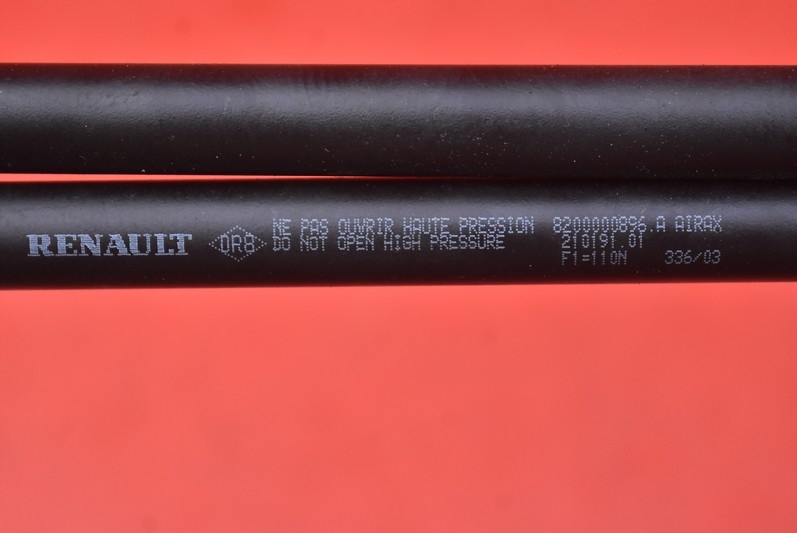 RENAULT DR8 NE PAS OUVRIR HAUTE PRESSION 8200000896.A AIRAX
DO NOT OPEN HIGH PRESSURE 210191.01
F1=110N 336/03